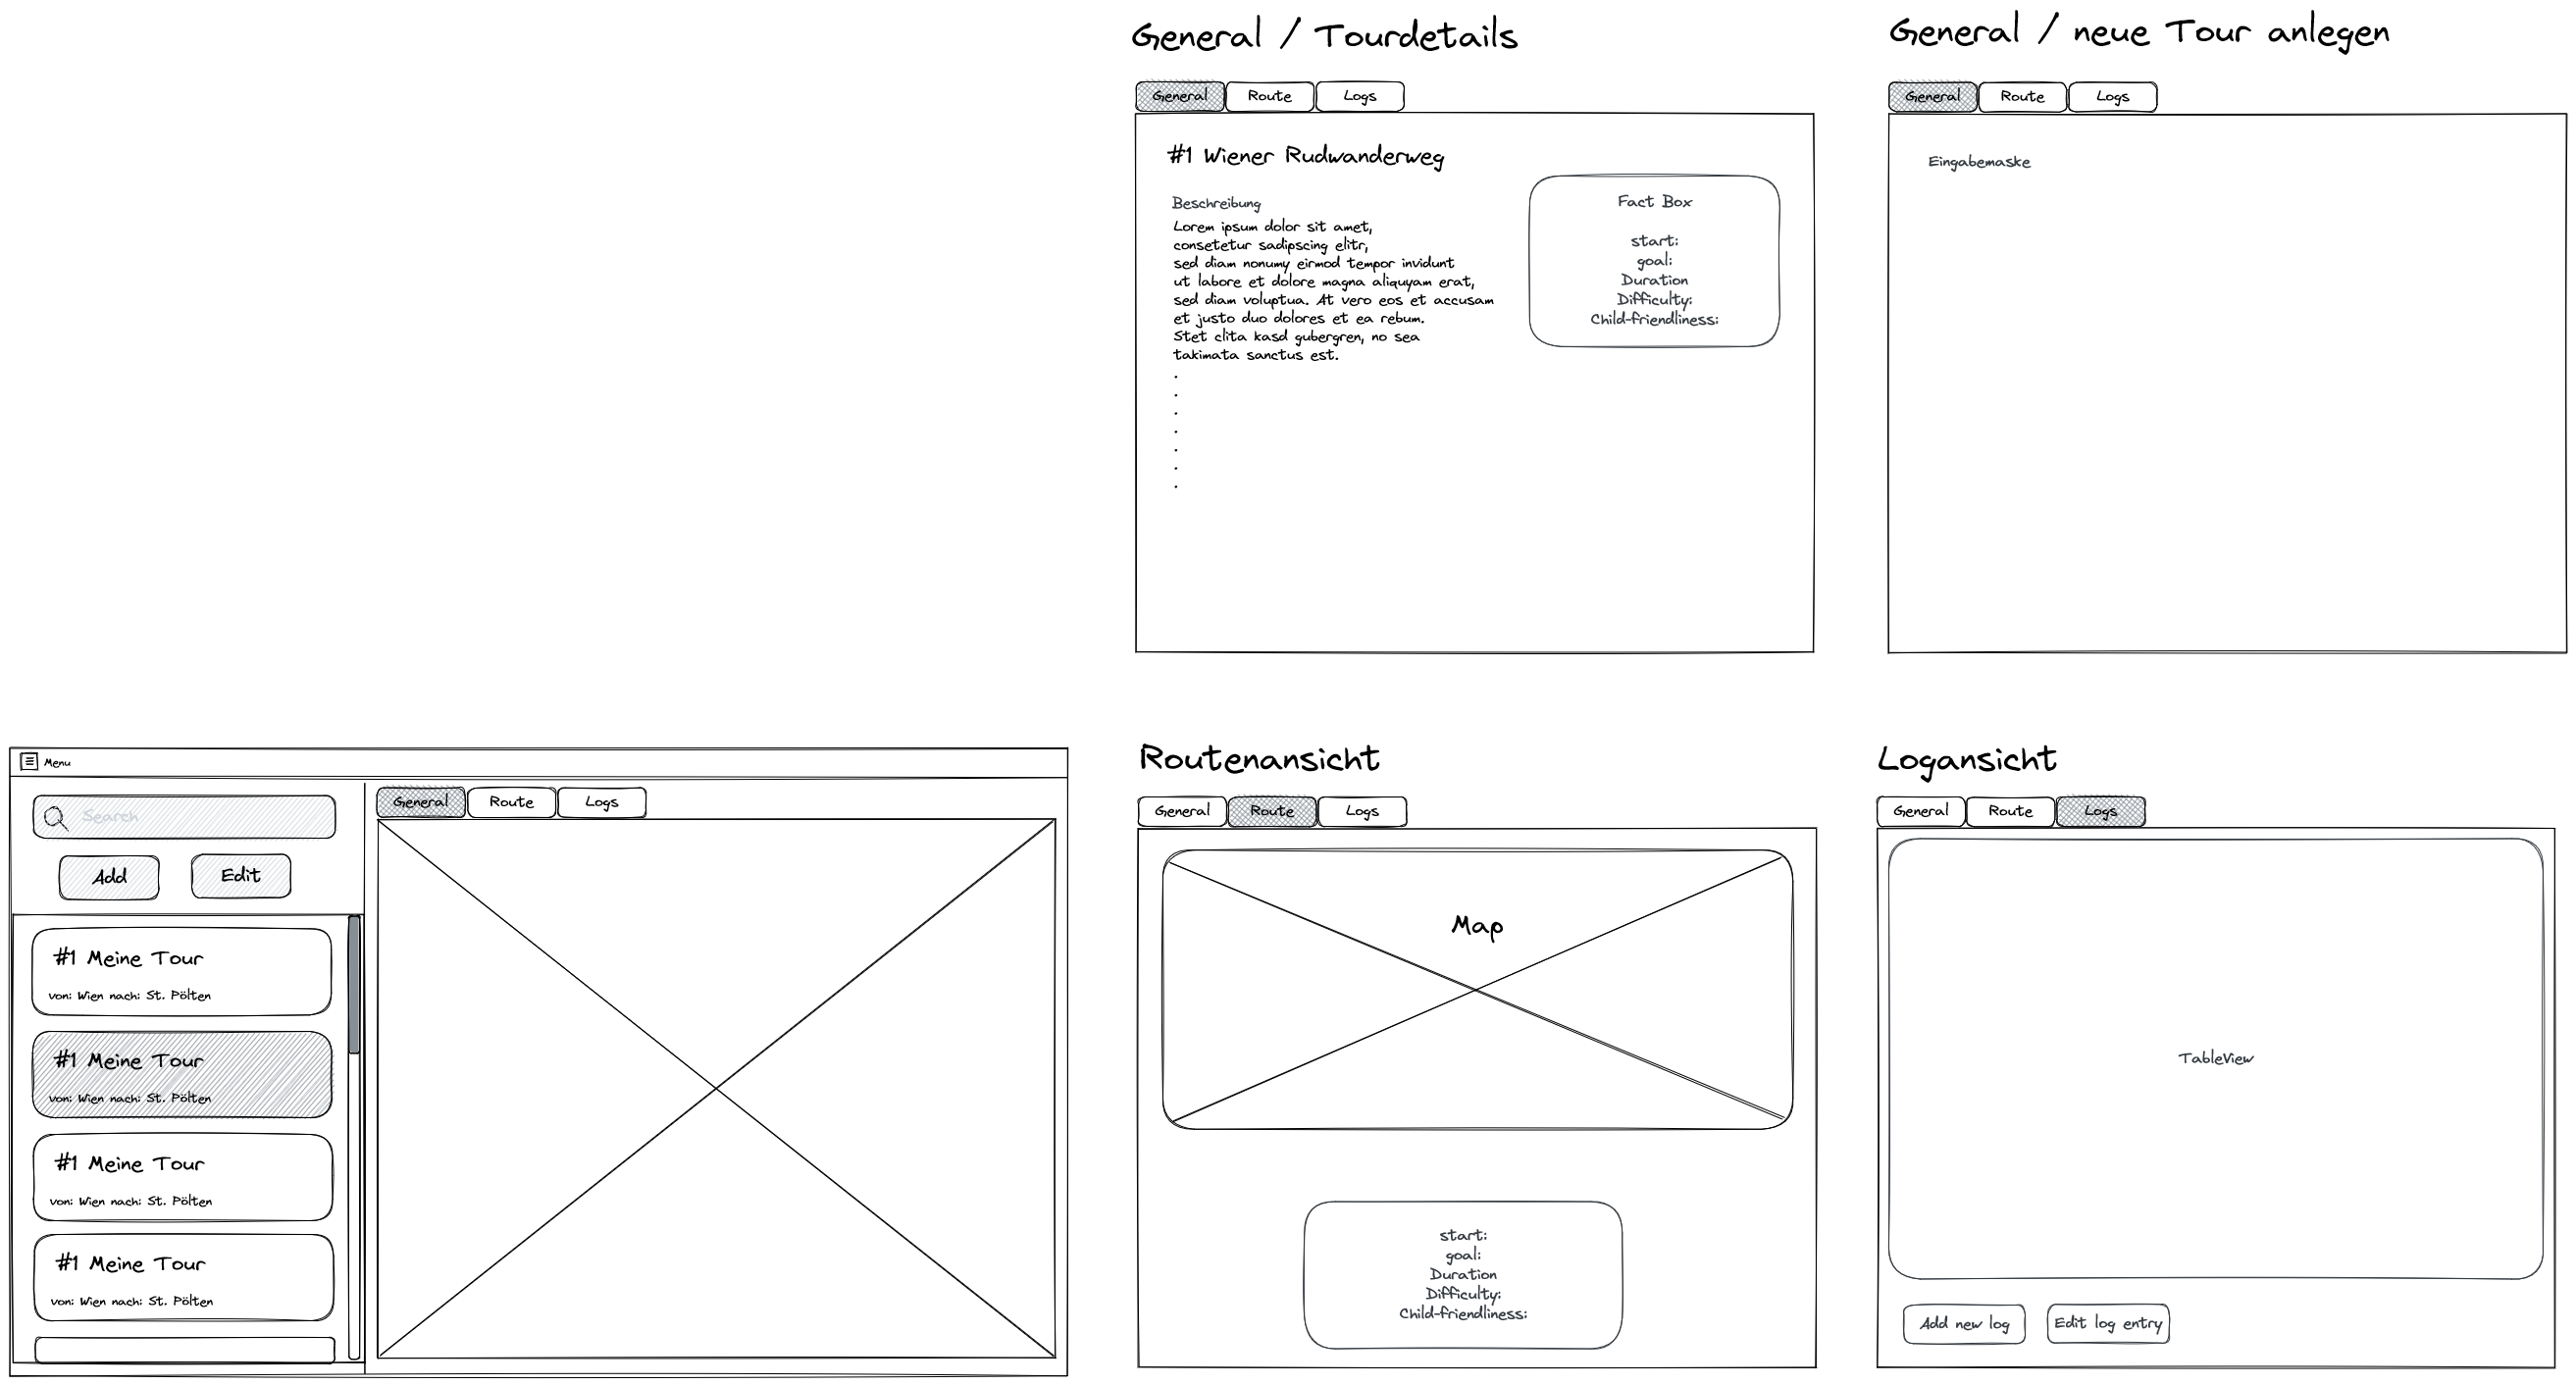 General / Tourdetails
General Route Logs
#1 Wiener Rudwanderweg
Beschreibung
Lorem ipsum dolor sit amet,
consetetur sadipscing elitr,
sed diam nonumy eirmod tempor invidunt
ut labore et dolore magna aliquyam erat,
sed diam voluptua. At vero eos et accusam
et justo duo dolores et ea rebum.
Stet clita kasd gubergren, no sea
takimata sanctus est.
.
.
.
.
.
.
.
Fact Box
start:
goal:
Duration
Difficulty:
Child-friendliness:
General / neue Tour anlegen
General Route Logs
Eingabemaske
Menu
Search
Add Edit
#1 Meine Tour
von: Wien nach: St. Pölten
#1 Meine Tour
von: Wien nach: St. Pölten
#1 Meine Tour
von: Wien nach: St. Pölten
#1 Meine Tour
von: Wien nach: St. Pölten
General Route Logs
Routenansicht
General Route Logs
Map
start:
goal:
Duration
Difficulty:
Child-friendliness:
Logansicht
General Route Logs
TableView
Add new log Edit log entry